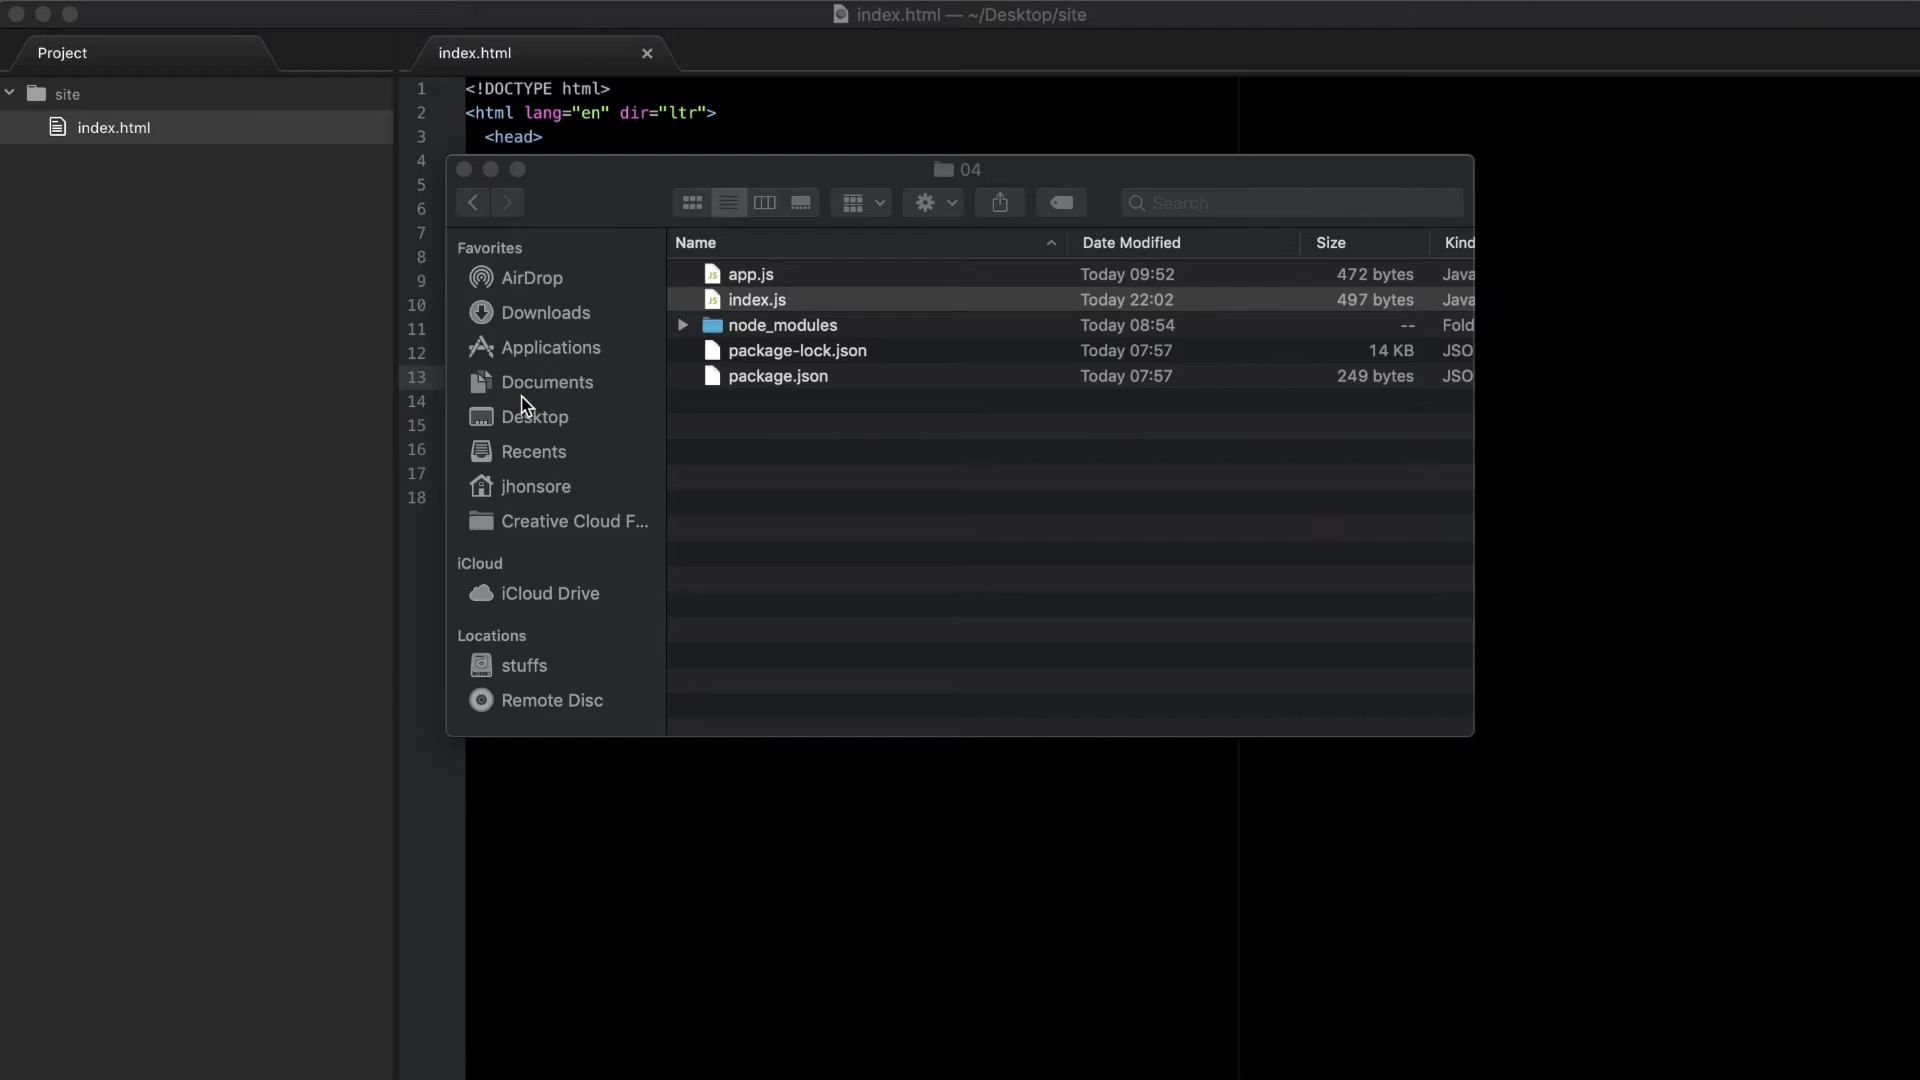 index.html — ~/Desktop/site
Project
index.html
site
index.html
1 <!DOCTYPE html>
2 <html lang="en" dir="ltr">
3 <head>
4
5
6
7
8
9
10
11
12
13
14
15
16
17
18
04
Search
Favorites
AirDrop
Downloads
Applications
Documents
Desktop
Recents
jhonsore
Creative Cloud F...
iCloud
iCloud Drive
Locations
stuffs
Remote Disc
Name Date Modified Size Kind
app.js Today 09:52 472 bytes Java
index.js Today 22:02 497 bytes Java
node_modules Today 08:54 -- Fold
package-lock.json Today 07:57 14 KB JSO
package.json Today 07:57 249 bytes JSO